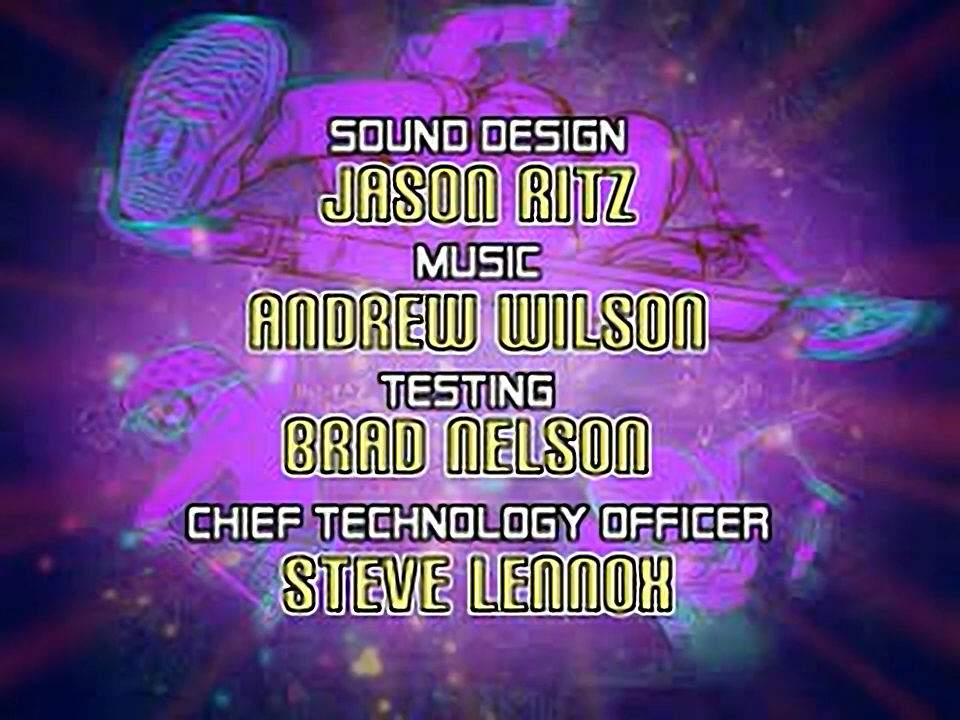 SOUND DESIGN
JASON RITZ
MUSIC
ANDREW WILSON
TESTING
BRAD NELSON
CHIEF TECHNOLOGY OFFICER
STEVE LENNOX